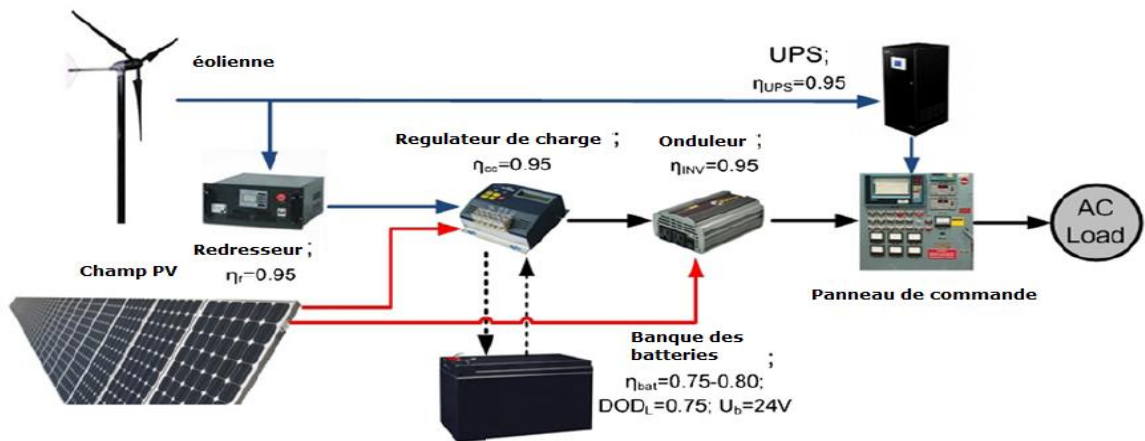 éolienne
UPS;
ηUPS=0.95
Regulateur de charge ;
ηcc=0.95
Onduleur ;
ηINV=0.95
Redresseur ;
ηr=0.95
Champ PV
AC
Load
Panneau de commande
Banque des
batteries ;
ηbat=0.75-0.80;
DODL=0.75; Ub=24V